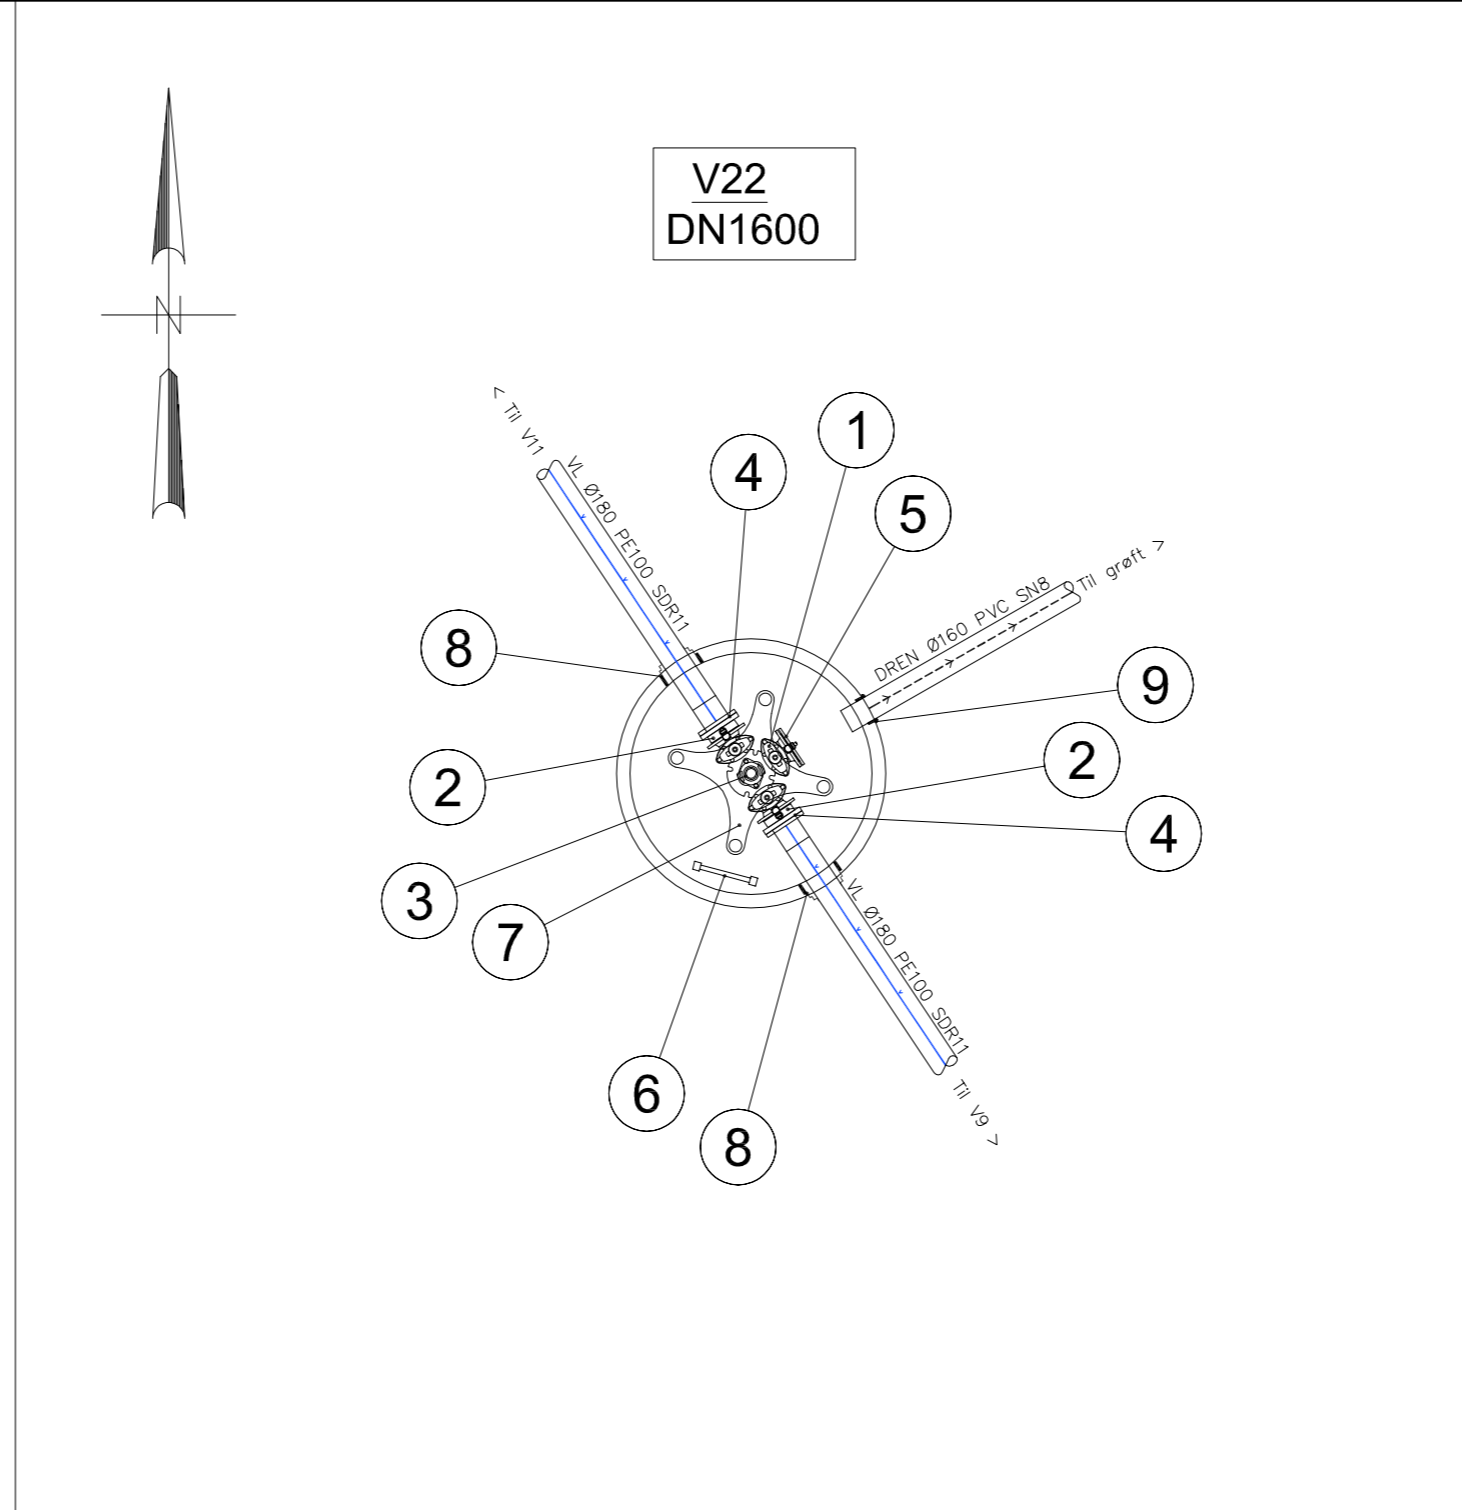 V22
DN1600
N
< Til V11
VL Ø180 PE100 SDR11
4
1
5
DREN Ø160 PVC SN8
Til grøft >
8
9
2
2
4
3
7
VL Ø180 PE100 SDR11
Til V9 >
6
8